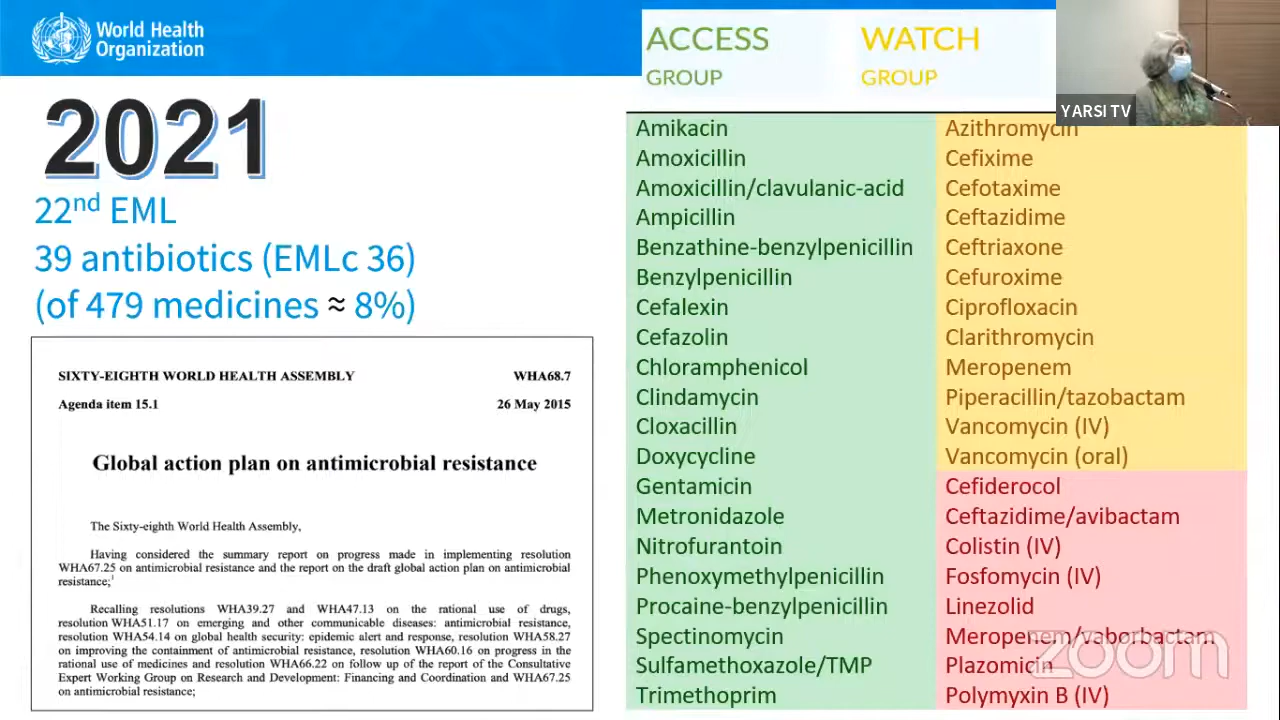 World Health
Organization
2021
22nd EML
39 antibiotics (EMLc 36)
(of 479 medicines ≈ 8%)
SIXTY-EIGHTH WORLD HEALTH ASSEMBLY WHA68.7
Agenda item 15.1 26 May 2015
Global action plan on antimicrobial resistance
The Sixty-eighth World Health Assembly,
Having considered the summary report on progress made in implementing resolution
WHA67.25 on antimicrobial resistance and the report on the draft global action plan on antimicrobial
resistance;1
Recalling resolutions WHA39.27 and WHA47.13 on the rational use of drugs,
resolution WHA51.17 on emerging and other communicable diseases: antimicrobial resistance,
resolution WHA54.14 on global health security: epidemic alert and response, resolution WHA58.27
on improving the containment of antimicrobial resistance, resolution WHA60.16 on progress in the
rational use of medicines and resolution WHA66.22 on follow up of the report of the Consultative
Expert Working Group on Research and Development: Financing and Coordination and WHA67.25
on antimicrobial resistance;
ACCESS
GROUP
WATCH
GROUP
YARSI TV
Amikacin
Amoxicillin
Amoxicillin/clavulanic-acid
Ampicillin
Benzathine-benzylpenicillin
Benzylpenicillin
Cefalexin
Cefazolin
Chloramphenicol
Clindamycin
Cloxacillin
Doxycycline
Gentamicin
Metronidazole
Nitrofurantoin
Phenoxymethylpenicillin
Procaine-benzylpenicillin
Spectinomycin
Sulfamethoxazole/TMP
Trimethoprim
Azithromycin
Cefixime
Cefotaxime
Ceftazidime
Ceftriaxone
Cefuroxime
Ciprofloxacin
Clarithromycin
Meropenem
Piperacillin/tazobactam
Vancomycin (IV)
Vancomycin (oral)
Cefiderocol
Ceftazidime/avibactam
Colistin (IV)
Fosfomycin (IV)
Linezolid
Meropenem/vaborbactam
Plazomicin
Polymyxin B (IV)
zoom